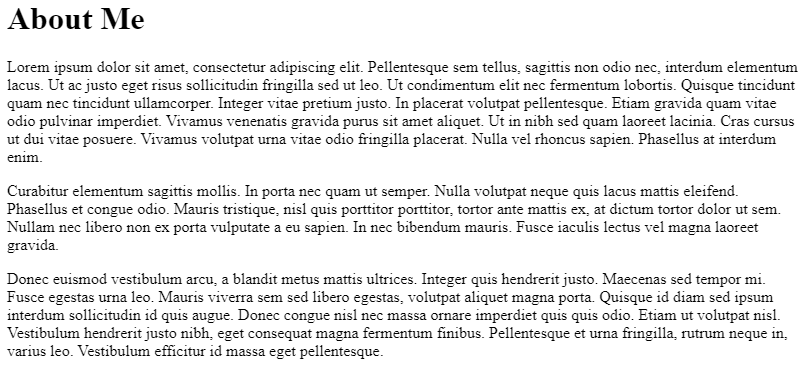 About Me
Lorem ipsum dolor sit amet, consectetur adipiscing elit. Pellentesque sem tellus, sagittis non odio nec, interdum elementum
lacus. Ut ac justo eget risus sollicitudin fringilla sed ut leo. Ut condimentum elit nec fermentum lobortis. Quisque tincidunt
quam nec tincidunt ullamcorper. Integer vitae pretium justo. In placerat volutpat pellentesque. Etiam gravida quam vitae
odio pulvinar imperdiet. Vivamus venenatis gravida purus sit amet aliquet. Ut in nibh sed quam laoreet lacinia. Cras cursus
ut dui vitae posuere. Vivamus volutpat urna vitae odio fringilla placerat. Nulla vel rhoncus sapien. Phasellus at interdum
enim.
Curabitur elementum sagittis mollis. In porta nec quam ut semper. Nulla volutpat neque quis lacus mattis eleifend.
Phasellus et congue odio. Mauris tristique, nisl quis porttitor porttitor, tortor ante mattis ex, at dictum tortor dolor ut sem.
Nullam nec libero non ex porta vulputate a eu sapien. In nec bibendum mauris. Fusce iaculis lectus vel magna laoreet
gravida.
Donec euismod vestibulum arcu, a blandit metus mattis ultrices. Integer quis hendrerit justo. Maecenas sed tempor mi.
Fusce egestas urna leo. Mauris viverra sem sed libero egestas, volutpat aliquet magna porta. Quisque id diam sed ipsum
interdum sollicitudin id quis augue. Donec congue nisl nec massa ornare imperdiet quis quis odio. Etiam ut volutpat nisl.
Vestibulum hendrerit justo nibh, eget consequat magna fermentum finibus. Pellentesque et urna fringilla, rutrum neque in,
varius leo. Vestibulum efficitur id massa eget pellentesque.